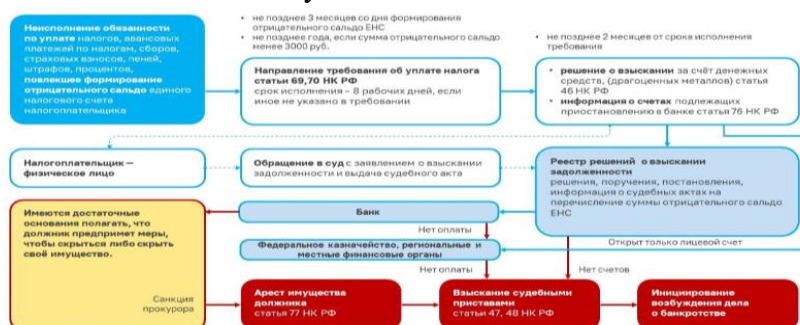 Неисполнение обязанности
по уплате налогов, авансовых
платежей по налогам, сборов,
страховых взносов, пеней,
штрафов, процентов,
повлекшее формирование
отрицательного сальдо единого
налогового счета
налогоплательщика
• не позднее 3 месяцев со дня формирования
отрицательного сальдо ЕНС
• не позднее года, если сумма отрицательного сальдо
менее 3000 руб.
Направление требования об уплате налога
статьи 69,70 НК РФ
срок исполнения – 8 рабочих дней, если
иное не указано в требовании
• не позднее 2 месяцев от срока исполнения
требования
• решение о взыскании за счёт денежных
средств, (драгоценных металлов) статья
46 НК РФ
• информация о счетах подлежащих
приостановлению в банке статья 76 НК РФ
Налогоплательщик —
физическое лицо
Обращение в суд с заявлением о взыскании
задолженности и выдача судебного акта
Реестр решений о взыскании
задолженности
решения, поручения, постановления,
информация о судебных актах на
перечисление суммы отрицательного сальдо
ЕНС
Имеются достаточные
основания полагать, что
должник предпримет меры,
чтобы скрыться либо скрыть
своё имущество.
Санкция
прокурора
Банк
Нет оплаты
Федеральное казначейство, региональные и
местные финансовые органы
Открыт только лицевой счет
Нет оплаты
Нет счетов
Арест имущества
должника
статья 77 НК РФ
Взыскание судебными
приставами
статьи 47, 48 НК РФ
Инициирование
возбуждения дела
о банкротстве